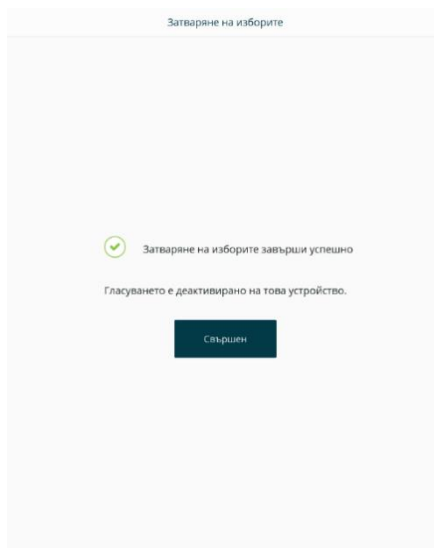 Затваряне на изборите
Затваряне на изборите завърши успешно
Гласуването е деактивирано на това устройство.
Свършен